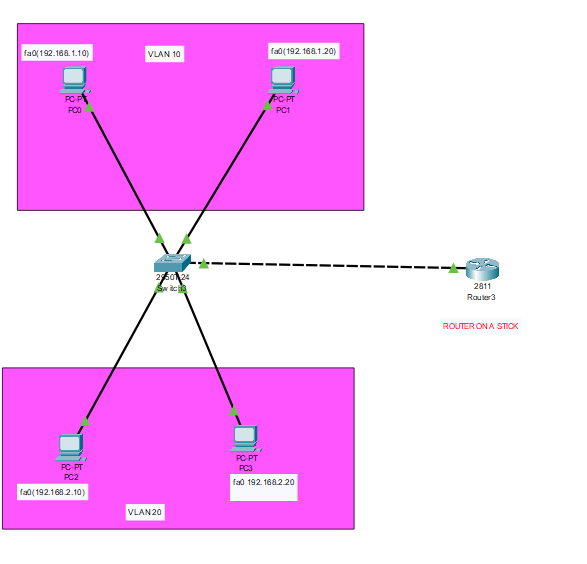 fa0(192.168.1.10)
VLAN 10
fa0(192.168.1.20)
PC-PT
PC0
PC-PT
PC1
2950T-24
Switch3
2811
Router3
ROUTER ON A STICK
PC-PT
PC2
fa0(192.168.2.10)
PC-PT
PC3
fa0 192.168.2.20
VLAN20